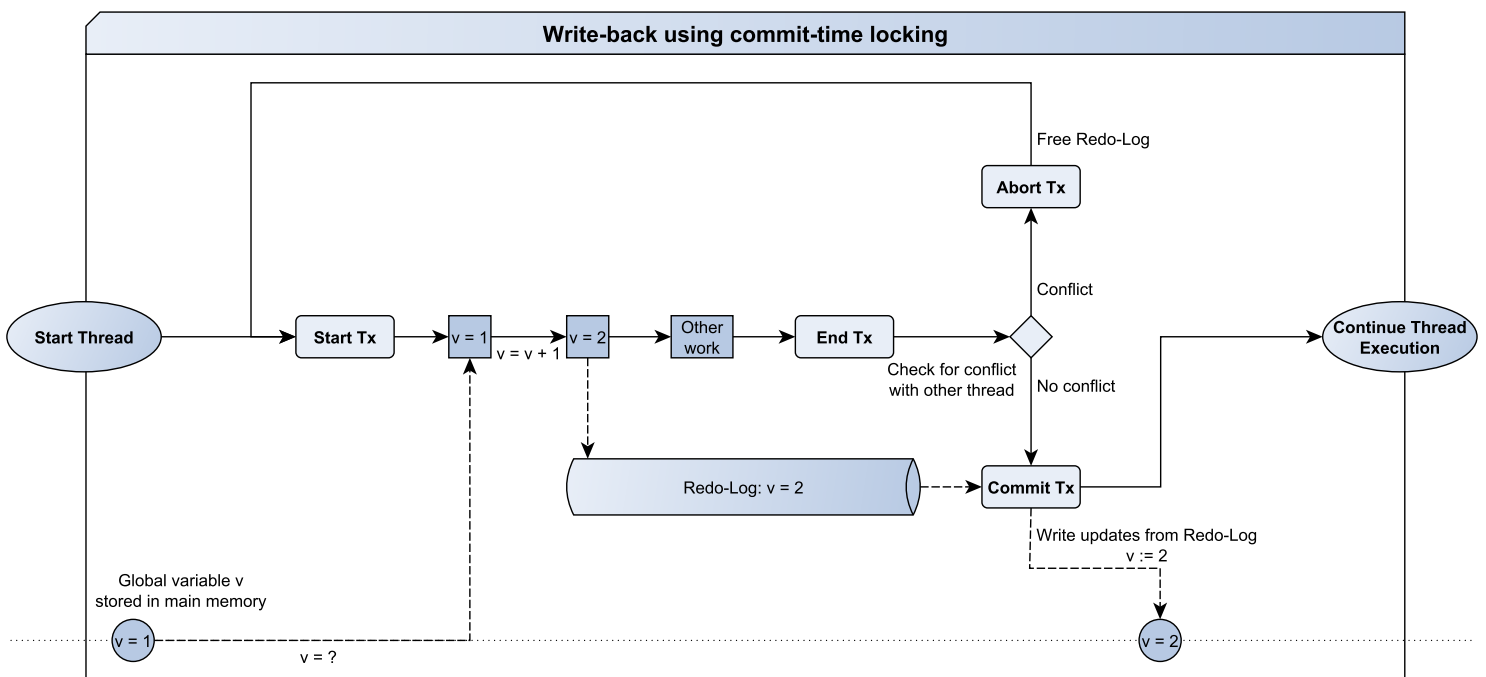 Write-back using commit-time locking
Free Redo-Log
Abort Tx
Conflict
Start Thread
Start Tx
v = 1
v = v + 1
v = 2
Other
work
End Tx
Check for conflict
with other thread
No conflict
Continue Thread
Execution
Redo-Log: v = 2
Commit Tx
Write updates from Redo-Log
v := 2
Global variable v
stored in main memory
v = 1
v = ?
v = 2